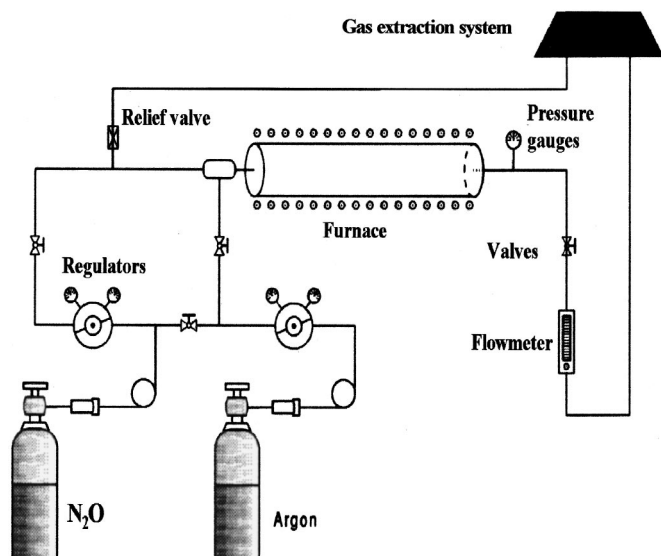 Gas extraction system
Relief valve
Pressure
gauges
Furnace
Valves
Regulators
Flowmeter
N₂O
Argon